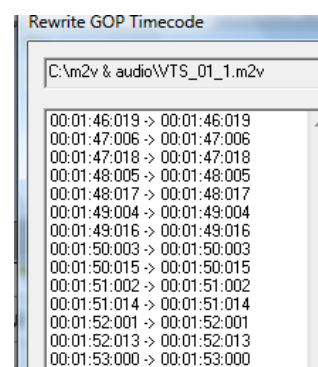 Rewrite GOP Timecode
C:\m2v & audio\VTS_01_1.m2v
00:01:46:019 -> 00:01:46:019
00:01:47:006 -> 00:01:47:006
00:01:47:018 -> 00:01:47:018
00:01:48:005 -> 00:01:48:005
00:01:48:017 -> 00:01:48:017
00:01:49:004 -> 00:01:49:004
00:01:49:016 -> 00:01:49:016
00:01:50:003 -> 00:01:50:003
00:01:50:015 -> 00:01:50:015
00:01:51:002 -> 00:01:51:002
00:01:51:014 -> 00:01:51:014
00:01:52:001 -> 00:01:52:001
00:01:52:013 -> 00:01:52:013
00:01:53:000 -> 00:01:53:000